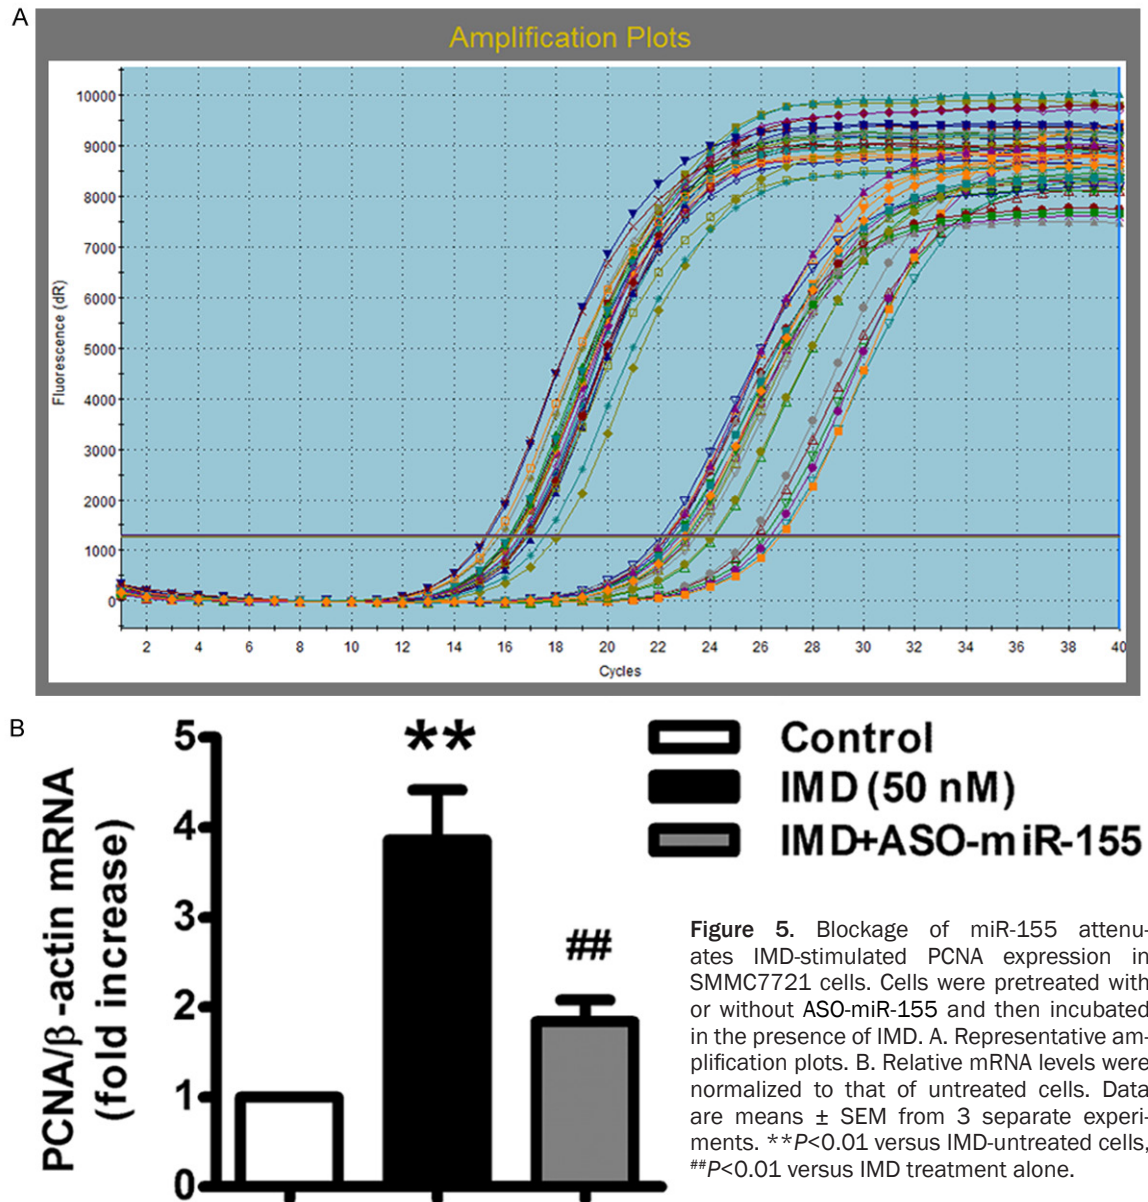 A
Amplification Plots
10000
9000
8000
7000
6000
5000
4000
3000
2000
1000
0
Fluorescence (dR)
2 4 6 8 10 12 14 16 18 20 22 24 26 28 30 32 34 36 38 40
Cycles
B
PCNA/β-actin mRNA
(fold increase)
5
4
3
2
1
0
**
##
Control
IMD (50 nM)
IMD+ASO-miR-155
Figure 5. Blockage of miR-155 attenu-
ates IMD-stimulated PCNA expression in
SMMC7721 cells. Cells were pretreated with
or without ASO-miR-155 and then incubated
in the presence of IMD. A. Representative am-
plification plots. B. Relative mRNA levels were
normalized to that of untreated cells. Data
are means ± SEM from 3 separate experi-
ments. **P<0.01 versus IMD-untreated cells,
##P<0.01 versus IMD treatment alone.